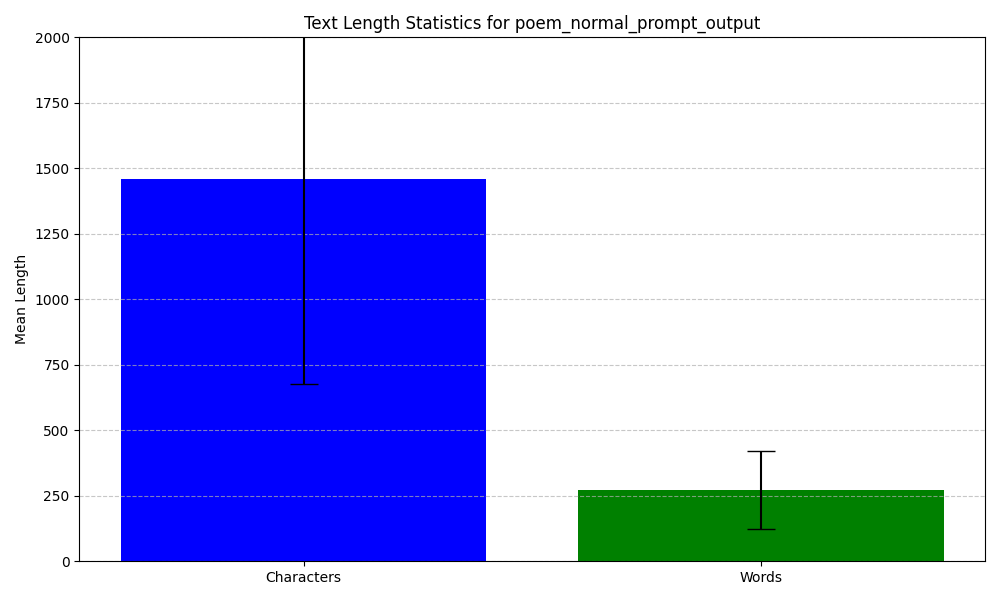 Text Length Statistics for poem_normal_prompt_output
2000
1750
1500
1250
1000
750
500
250
0
Mean Length
Characters
Words